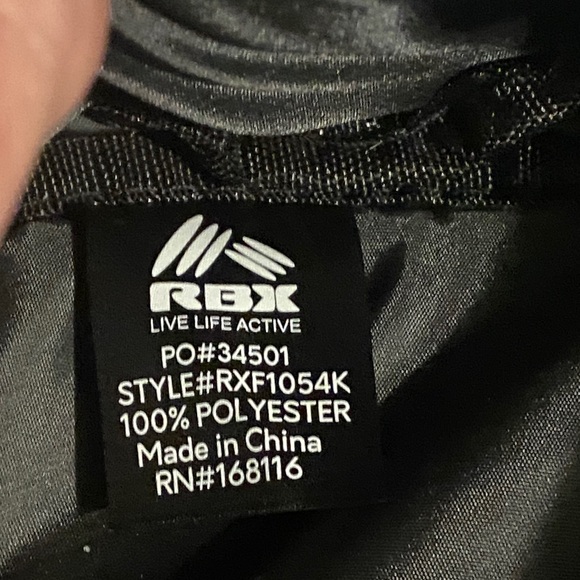 RBX
LIVE LIFE ACTIVE
PO#34501
STYLE#RXF1054K
100% POLYESTER
Made in China
RN#168116